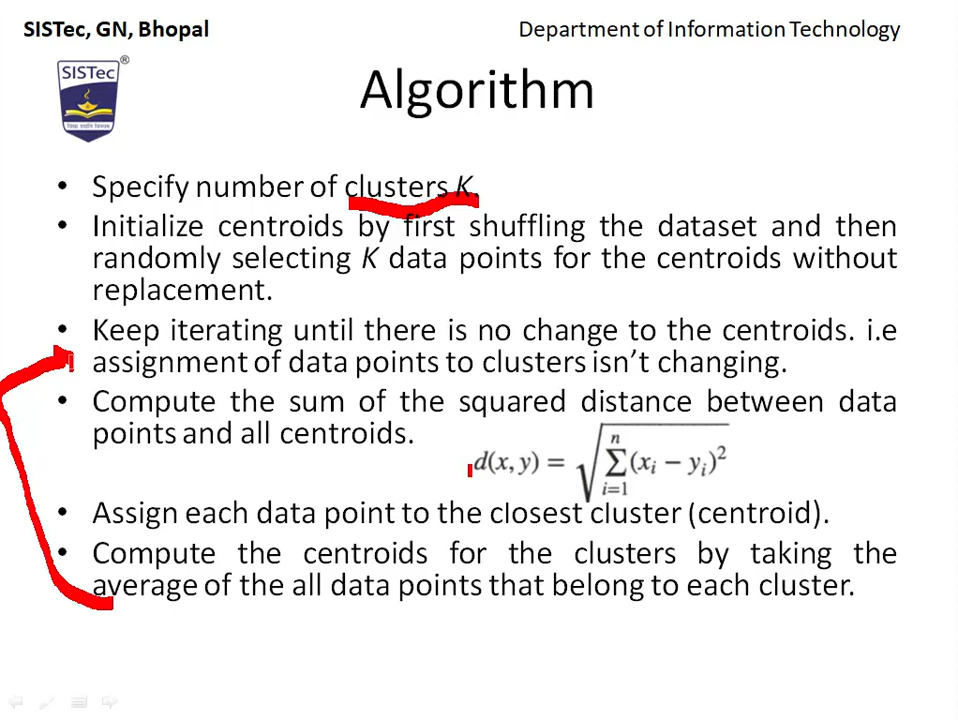 SISTec, GN, Bhopal
Department of Information Technology
SISTec
®
Algorithm
• Specify number of clusters K.
• Initialize centroids by first shuffling the dataset and then
randomly selecting K data points for the centroids without
replacement.
• Keep iterating until there is no change to the centroids. i.e
assignment of data points to clusters isn’t changing.
• Compute the sum of the squared distance between data
points and all centroids.
d(x, y) = √∑ⁿᵢ₌₁(xᵢ − yᵢ)²
• Assign each data point to the closest cluster (centroid).
• Compute the centroids for the clusters by taking the
average of the all data points that belong to each cluster.